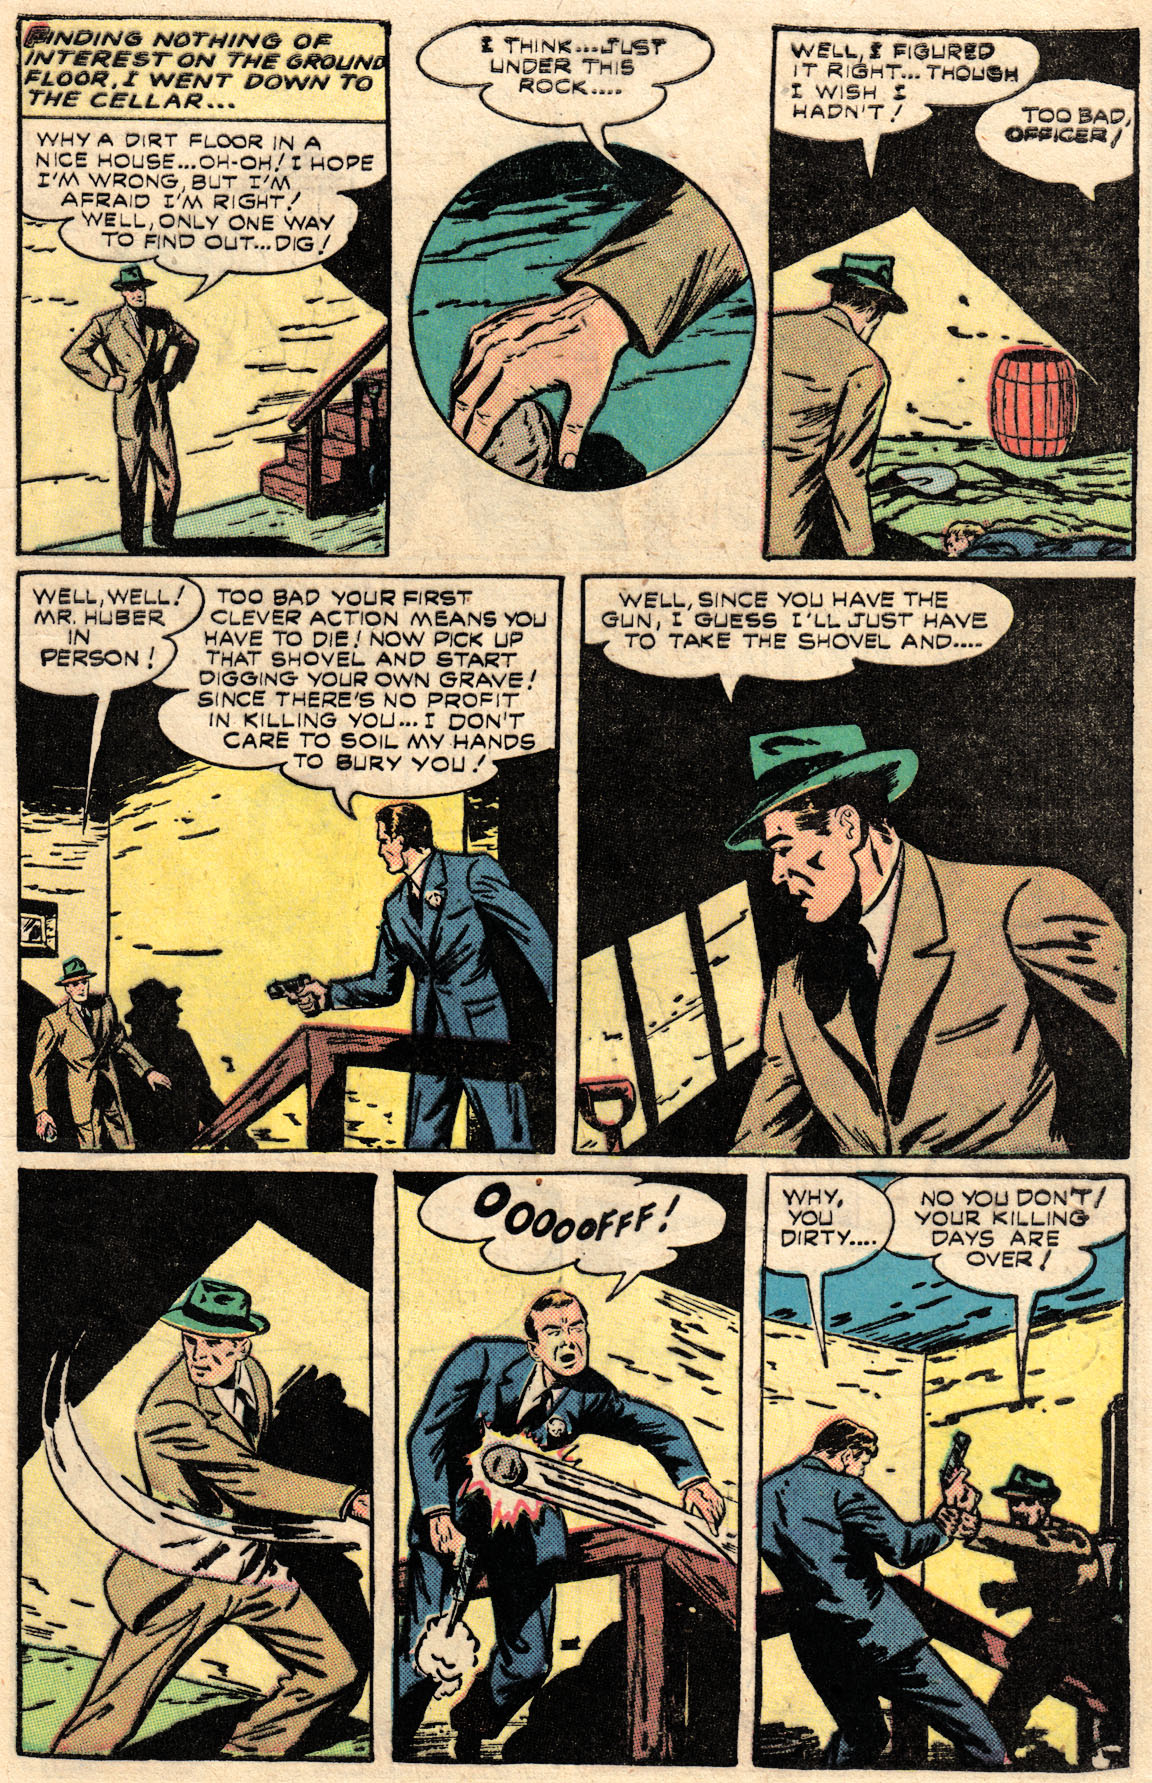 FINDING NOTHING OF
INTEREST ON THE GROUND
FLOOR, I WENT DOWN TO
THE CELLAR...
WHY A DIRT FLOOR IN A
NICE HOUSE...OH-OH! I HOPE
I'M WRONG, BUT I'M
AFRAID I'M RIGHT!
WELL, ONLY ONE WAY
TO FIND OUT...DIG!
I THINK...JUST
UNDER THIS
ROCK....
WELL, I FIGURED
IT RIGHT... THOUGH
I WISH I
HADN'T!
TOO BAD,
OFFICER!
WELL, WELL!
MR. HUBER
IN
PERSON!
TOO BAD YOUR FIRST
CLEVER ACTION MEANS YOU
HAVE TO DIE! NOW PICK UP
THAT SHOVEL AND START
DIGGING YOUR OWN GRAVE!
SINCE THERE'S NO PROFIT
IN KILLING YOU... I DON'T
CARE TO SOIL MY HANDS
TO BURY YOU!
WELL, SINCE YOU HAVE THE
GUN, I GUESS I'LL JUST HAVE
TO TAKE THE SHOVEL AND....
OOOOOFFF!
WHY,
YOU
DIRTY....
NO YOU DON'T!
YOUR KILLING
DAYS ARE
OVER!